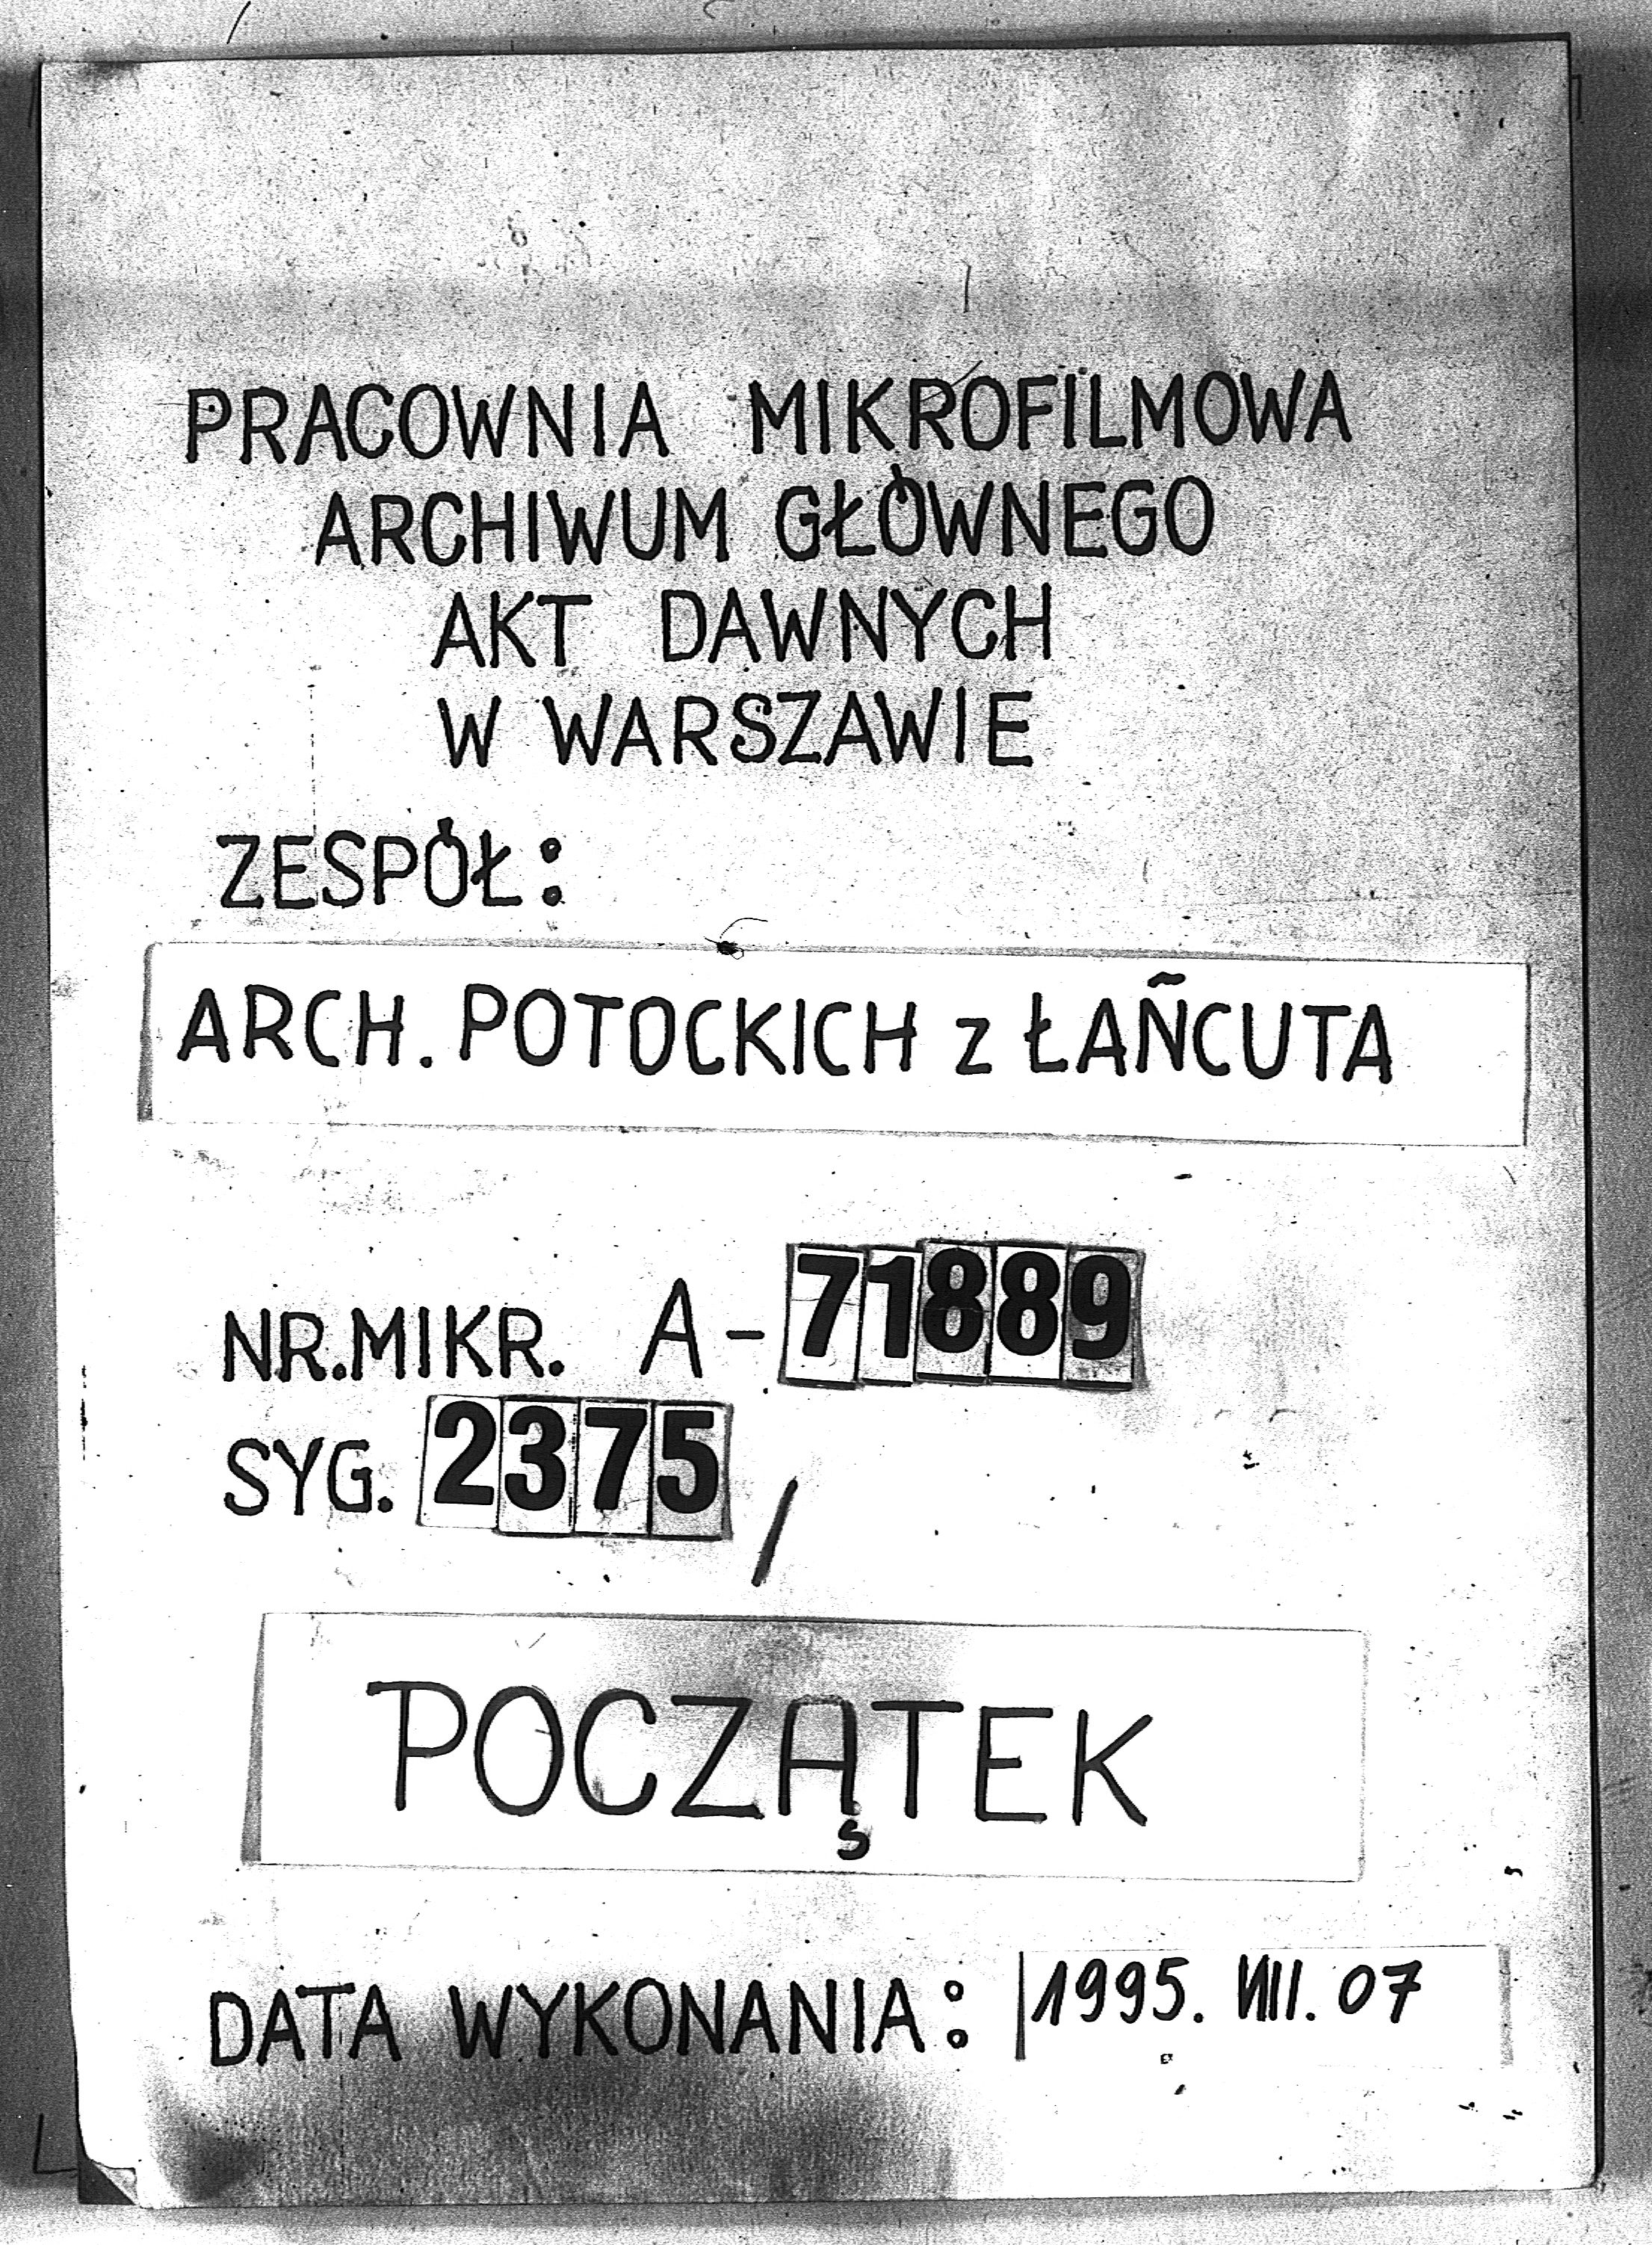 PRACOWNIA MIKROFILMOWA
ARCHIWUM GŁÓWNEGO
AKT DAWNYCH
W WARSZAWIE
ZESPÓŁ:
ARCH. POTOCKICH z ŁAŃCUTA
NR.MIKR. A-71889
SYG. 2375/
POCZĄTEK
DATA WYKONANIA: 1995. VIII. 07